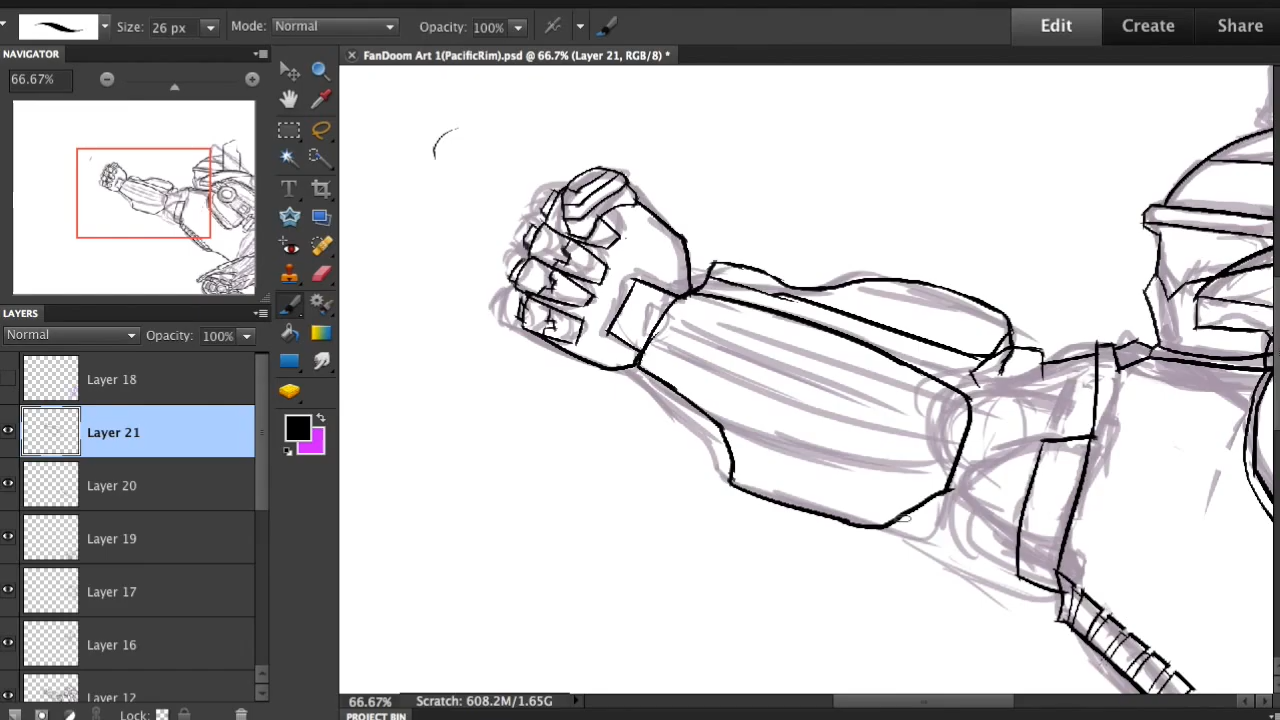 Size: 26 px Mode: Normal Opacity: 100% Edit Create Share
NAVIGATOR
FanDoom Art 1(PacificRim).psd @ 66.7% (Layer 21, RGB/8) *
66.67%
LAYERS
Normal Opacity: 100%
Layer 18
Layer 21
Layer 20
Layer 19
Layer 17
Layer 16
Layer 12
Lock:
66.67% Scratch: 608.2M/1.65G
PROJECT BIN